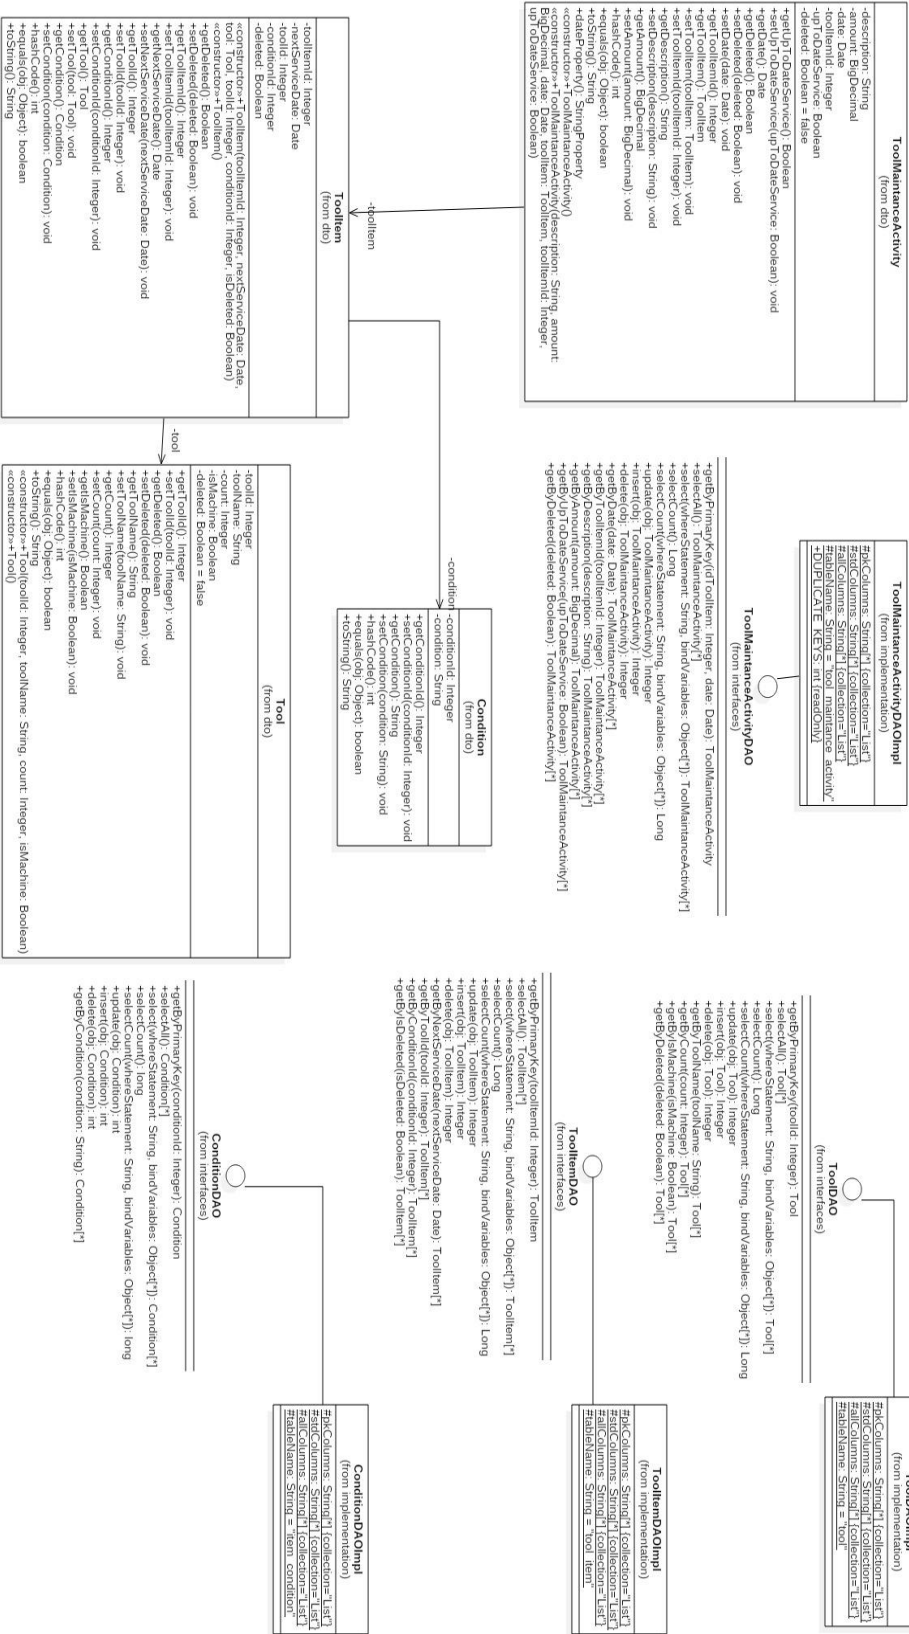 ToolMaintanceActivity
(from dto)
-description: String
-amount: BigDecimal
-date: Date
-toolItemId: Integer
-upToDateService: Boolean
-deleted: Boolean = false
+getUpToDateService(): Boolean
+setUpToDateService(upToDateService: Boolean): void
+getDate(): Date
+getDeleted(): Boolean
+setDeleted(deleted: Boolean): void
+setDate(date: Date): void
+getToolItemId(): Integer
+getToolItem(): ToolItem
+setToolItem(toolItem: ToolItem): void
+setToolItemId(toolItemId: Integer): void
+getDescription(): String
+setDescription(description: String): void
+getAmount(): BigDecimal
+setAmount(amount: BigDecimal): void
+hashCode(): int
+equals(obj: Object): boolean
+toString(): String
+dateProperty(): StringProperty
«constructor»+ToolMaintanceActivity()
«constructor»+ToolMaintanceActivity(description: String, amount:
BigDecimal, date: Date, toolItem: ToolItem, toolItemId: Integer,
upToDateService: Boolean)
ToolMaintanceActivityDAOImpl
(from implementation)
#pkColumns: String[*] {collection="List"}
#stdColumns: String[*] {collection="List"}
#allColumns: String[*] {collection="List"}
#tableName: String = "tool_maintance_activity"
+DUPLICATE_KEYS: int {readOnly}
ToolMaintanceActivityDAO
(from interfaces)
+getByPrimaryKey(idToolItem: Integer, date: Date): ToolMaintanceActivity
+selectAll(): ToolMaintanceActivity[*]
+select(whereStatement: String, bindVariables: Object[*]): ToolMaintanceActivity[*]
+selectCount(): Long
+selectCount(whereStatement: String, bindVariables: Object[*]): Long
+update(obj: ToolMaintanceActivity): Integer
+insert(obj: ToolMaintanceActivity): Integer
+delete(obj: ToolMaintanceActivity): Integer
+getByDate(date: Date): ToolMaintanceActivity[*]
+getByToolItemId(toolItemId: Integer): ToolMaintanceActivity[*]
+getByDescription(description: String): ToolMaintanceActivity[*]
+getByAmount(amount: BigDecimal): ToolMaintanceActivity[*]
+getByUpToDateService(upToDateService: Boolean): ToolMaintanceActivity[*]
+getByDeleted(deleted: Boolean): ToolMaintanceActivity[*]
(from implementation)
#pkColumns: String[*] {collection="List"}
#stdColumns: String[*] {collection="List"}
#allColumns: String[*] {collection="List"}
#tableName: String = "tool"
ToolDAO
(from interfaces)
+getByPrimaryKey(toolId: Integer): Tool
+selectAll(): Tool[*]
+select(whereStatement: String, bindVariables: Object[*]): Tool[*]
+selectCount(): Long
+selectCount(whereStatement: String, bindVariables: Object[*]): Long
+update(obj: Tool): Integer
+insert(obj: Tool): Integer
+delete(obj: Tool): Integer
+getByToolName(toolName: String): Tool[*]
+getByCount(count: Integer): Tool[*]
+getByIsMachine(isMachine: Boolean): Tool[*]
+getByDeleted(deleted: Boolean): Tool[*]
-toolItem
ToolItem
(from dto)
-toolItemId: Integer
-nextServiceDate: Date
-toolId: Integer
-conditionId: Integer
-deleted: Boolean
«constructor»+ToolItem(toolItemId: Integer, nextServiceDate: Date,
tool: Tool, toolId: Integer, conditionId: Integer, isDeleted: Boolean)
«constructor»+ToolItem()
+getDeleted(): Boolean
+setDeleted(deleted: Boolean): void
+getToolItemId(): Integer
+setToolItemId(toolItemId: Integer): void
+getNextServiceDate(): Date
+setNextServiceDate(nextServiceDate: Date): void
+getToolId(): Integer
+setToolId(toolId: Integer): void
+getConditionId(): Integer
+setConditionId(conditionId: Integer): void
+getTool(): Tool
+setTool(tool: Tool): void
+getCondition(): Condition
+setCondition(condition: Condition): void
+hashCode(): int
+equals(obj: Object): boolean
+toString(): String
-condition
Condition
(from dto)
-conditionId: Integer
-condition: String
+getConditionId(): Integer
+setConditionId(conditionId: Integer): void
+getCondition(): String
+setCondition(condition: String): void
+hashCode(): int
+equals(obj: Object): boolean
+toString(): String
-tool
Tool
(from dto)
-toolId: Integer
-toolName: String
-count: Integer
-isMachine: Boolean
-deleted: Boolean = false
+getToolId(): Integer
+setToolId(toolId: Integer): void
+getDeleted(): Boolean
+setDeleted(deleted: Boolean): void
+getToolName(): String
+setToolName(toolName: String): void
+getCount(): Integer
+setCount(count: Integer): void
+getIsMachine(): Boolean
+setIsMachine(isMachine: Boolean): void
+hashCode(): int
+equals(obj: Object): boolean
+toString(): String
«constructor»+Tool(toolId: Integer, toolName: String, count: Integer, isMachine: Boolean)
«constructor»+Tool()
ToolItemDAO
(from interfaces)
+getByPrimaryKey(toolItemId: Integer): ToolItem
+selectAll(): ToolItem[*]
+select(whereStatement: String, bindVariables: Object[*]): ToolItem[*]
+selectCount(): Long
+selectCount(whereStatement: String, bindVariables: Object[*]): Long
+update(obj: ToolItem): Integer
+insert(obj: ToolItem): Integer
+delete(obj: ToolItem): Integer
+getByNextServiceDate(nextServiceDate: Date): ToolItem[*]
+getByToolId(toolId: Integer): ToolItem[*]
+getByConditionId(conditionId: Integer): ToolItem[*]
+getByIsDeleted(isDeleted: Boolean): ToolItem[*]
ToolItemDAOImpl
(from implementation)
#pkColumns: String[*] {collection="List"}
#stdColumns: String[*] {collection="List"}
#allColumns: String[*] {collection="List"}
#tableName: String = "tool_item"
ConditionDAO
(from interfaces)
+getByPrimaryKey(conditionId: Integer): Condition
+selectAll(): Condition[*]
+select(whereStatement: String, bindVariables: Object[*]): Condition[*]
+selectCount(): long
+selectCount(whereStatement: String, bindVariables: Object[*]): long
+update(obj: Condition): int
+insert(obj: Condition): int
+delete(obj: Condition): int
+getByCondition(condition: String): Condition[*]
ConditionDAOImpl
(from implementation)
#pkColumns: String[*] {collection="List"}
#stdColumns: String[*] {collection="List"}
#allColumns: String[*] {collection="List"}
#tableName: String = "item_condition"